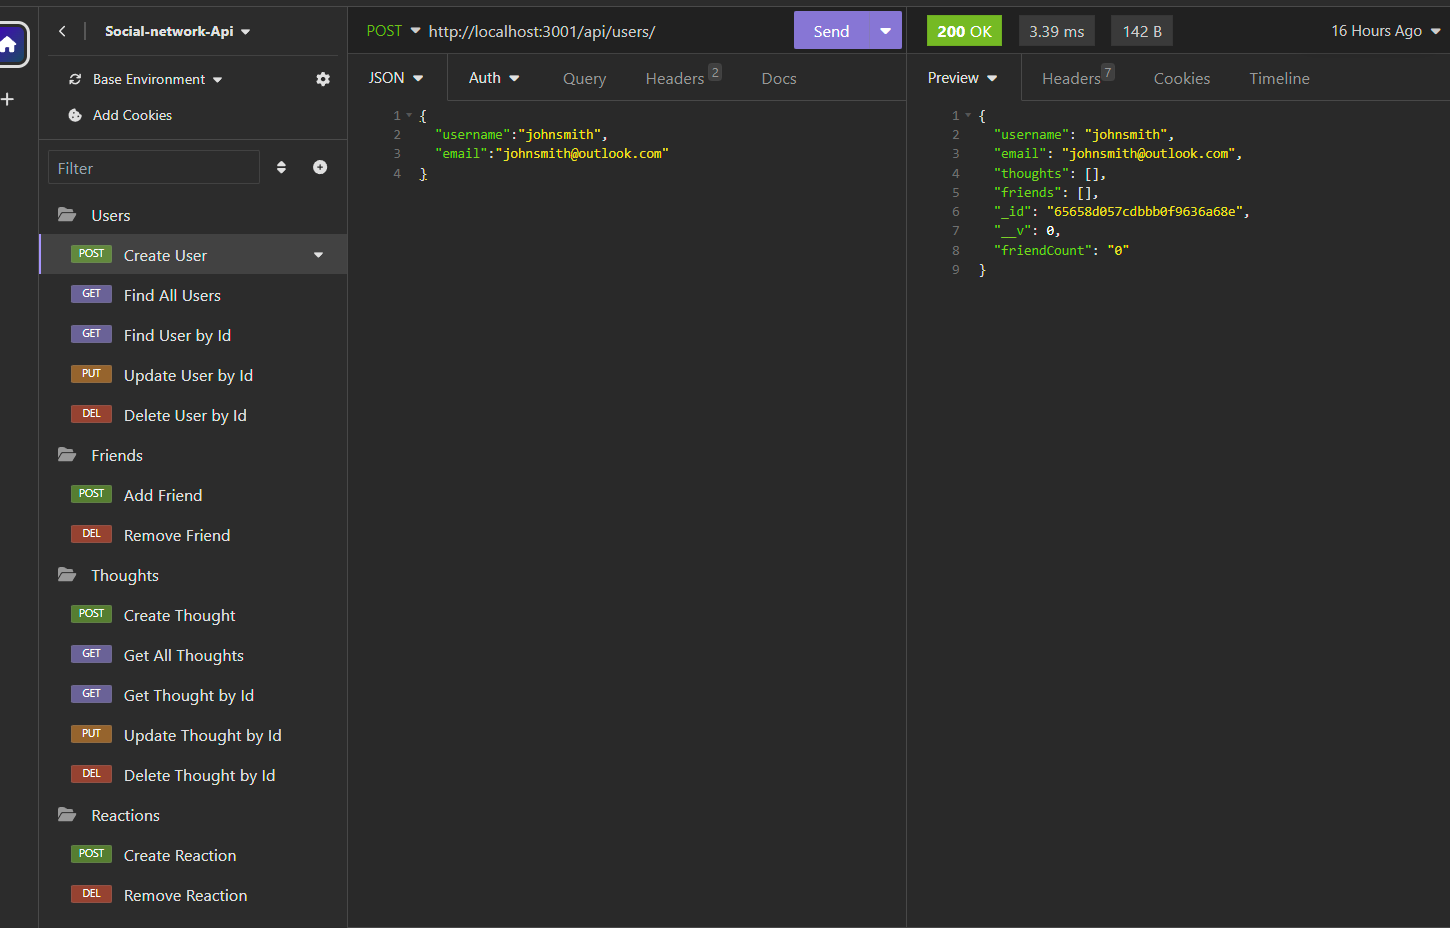 Social-network-Api
Base Environment
Add Cookies
Filter
Users
POST Create User
GET Find All Users
GET Find User by Id
PUT Update User by Id
DEL Delete User by Id
Friends
POST Add Friend
DEL Remove Friend
Thoughts
POST Create Thought
GET Get All Thoughts
GET Get Thought by Id
PUT Update Thought by Id
DEL Delete Thought by Id
Reactions
POST Create Reaction
DEL Remove Reaction
POST http://localhost:3001/api/users/ Send
JSON Auth Query Headers 2 Docs
1 {
2 "username":"johnsmith",
3 "email":"johnsmith@outlook.com"
4 }
200 OK 3.39 ms 142 B 16 Hours Ago
Preview Headers 7 Cookies Timeline
1 {
2 "username": "johnsmith",
3 "email": "johnsmith@outlook.com",
4 "thoughts": [],
5 "friends": [],
6 "_id": "65658d057cdbbb0f9636a68e",
7 "__v": 0,
8 "friendCount": "0"
9 }